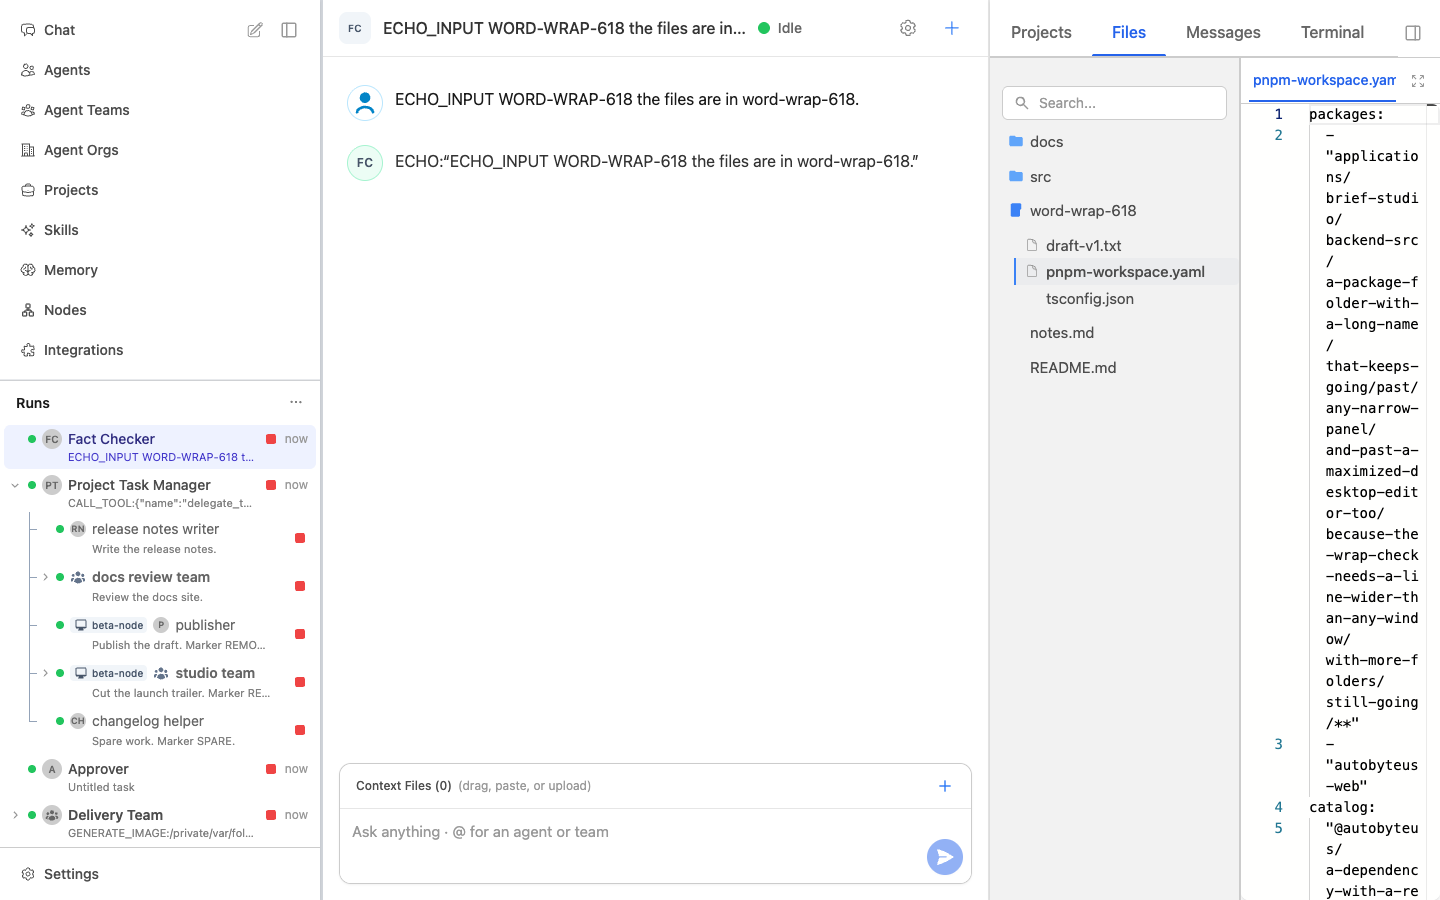 Chat
Agents
Agent Teams
Agent Orgs
Projects
Skills
Memory
Nodes
Integrations
Runs
FC Fact Checker now
ECHO_INPUT WORD-WRAP-618 t...
PT Project Task Manager now
CALL_TOOL:{"name":"delegate_t...
RN release notes writer
Write the release notes.
docs review team
Review the docs site.
beta-node P publisher
Publish the draft. Marker REMO...
beta-node studio team
Cut the launch trailer. Marker RE...
CH changelog helper
Spare work. Marker SPARE.
A Approver now
Untitled task
Delivery Team now
GENERATE_IMAGE:/private/var/fol...
Settings
FC ECHO_INPUT WORD-WRAP-618 the files are in... Idle
ECHO_INPUT WORD-WRAP-618 the files are in word-wrap-618.
FC ECHO:“ECHO_INPUT WORD-WRAP-618 the files are in word-wrap-618.”
Context Files (0) (drag, paste, or upload)
Ask anything · @ for an agent or team
Projects Files Messages Terminal
Search...
docs
src
word-wrap-618
draft-v1.txt
pnpm-workspace.yaml
tsconfig.json
notes.md
README.md
pnpm-workspace.yam
1 packages:
2 -
"applicatio
ns/
brief-studi
o/
backend-src
/
a-package-f
older-with-
a-long-name
/
that-keeps-
going/past/
any-narrow-
panel/
and-past-a-
maximized-d
esktop-edit
or-too/
because-the
-wrap-check
-needs-a-li
ne-wider-th
an-any-wind
ow/
with-more-f
olders/
still-going
/**"
3 -
"autobyteus
-web"
4 catalog:
5 "@autobyteu
s/
a-dependenc
y-with-a-re